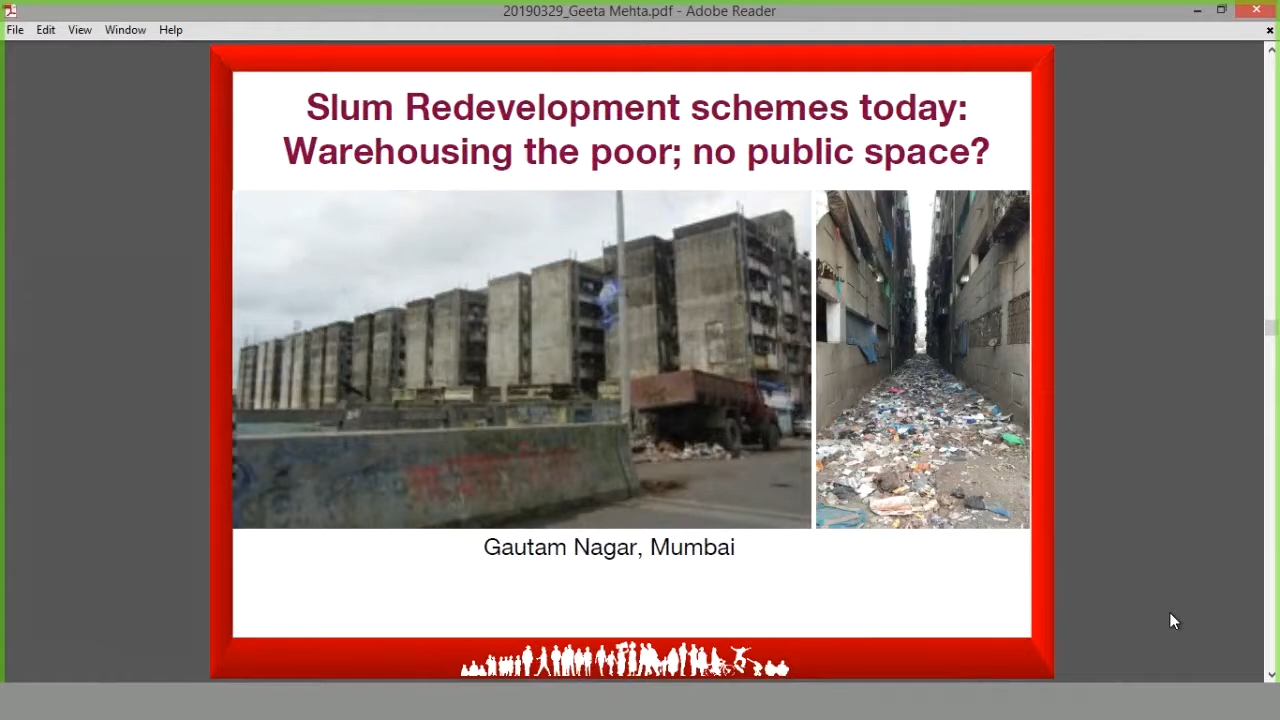 20190329_Geeta Mehta.pdf - Adobe Reader
File Edit View Window Help
Slum Redevelopment schemes today:
Warehousing the poor; no public space?
Gautam Nagar, Mumbai